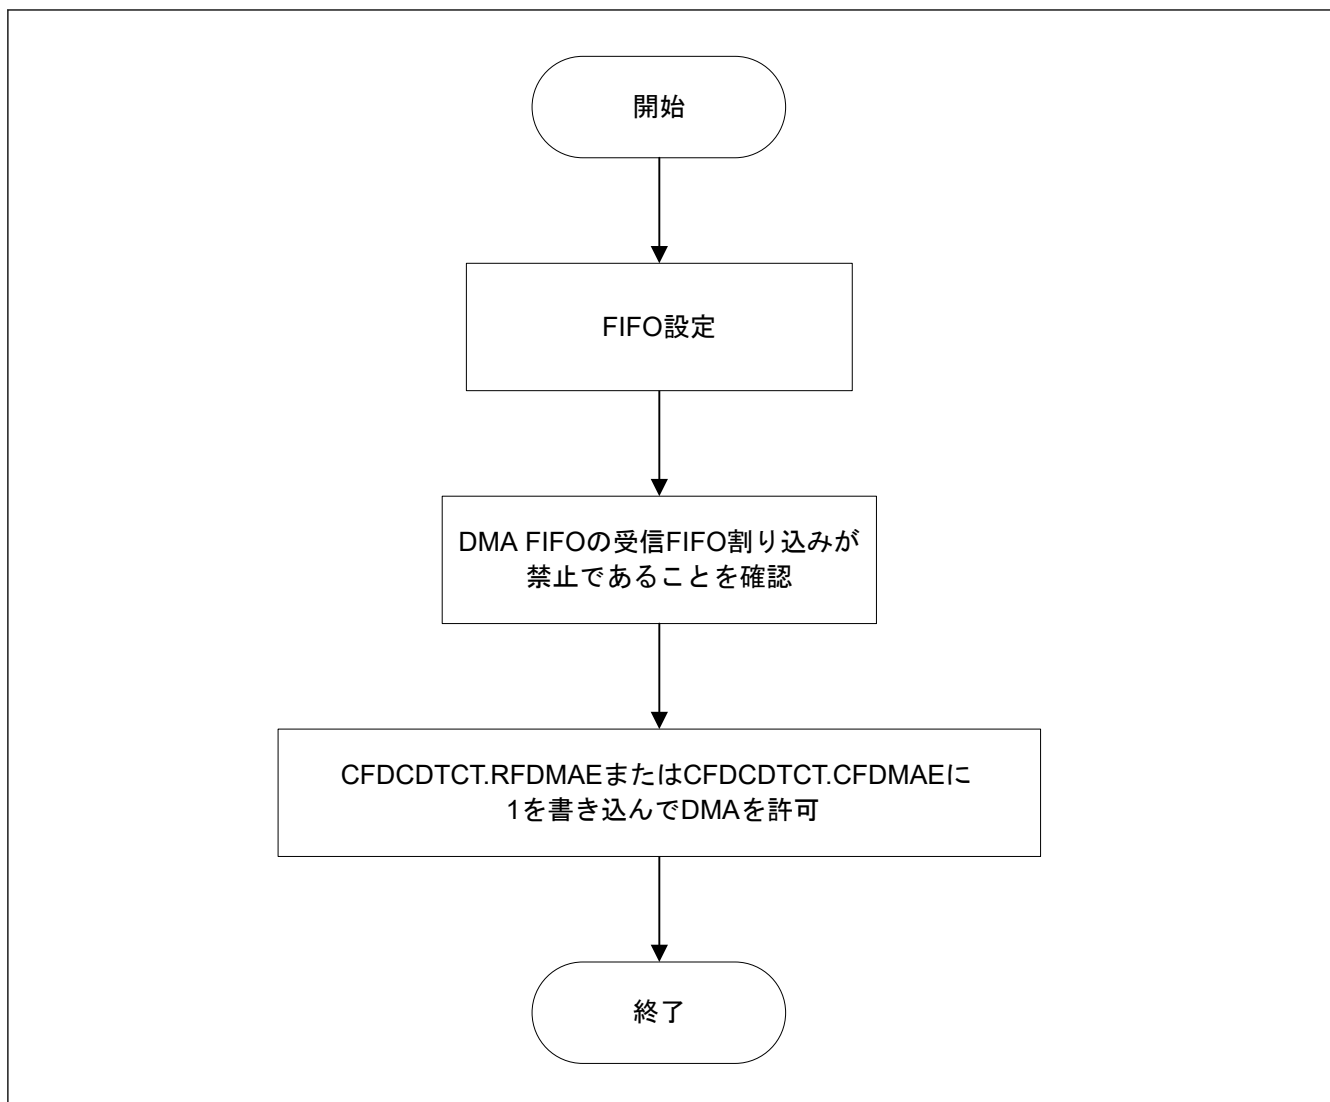 開始
FIFO設定
DMA FIFOの受信FIFO割り込みが
禁止であることを確認
CFDCDTCT.RFDMAEまたはCFDCDTCT.CFDMAEに
1を書き込んでDMAを許可
終了